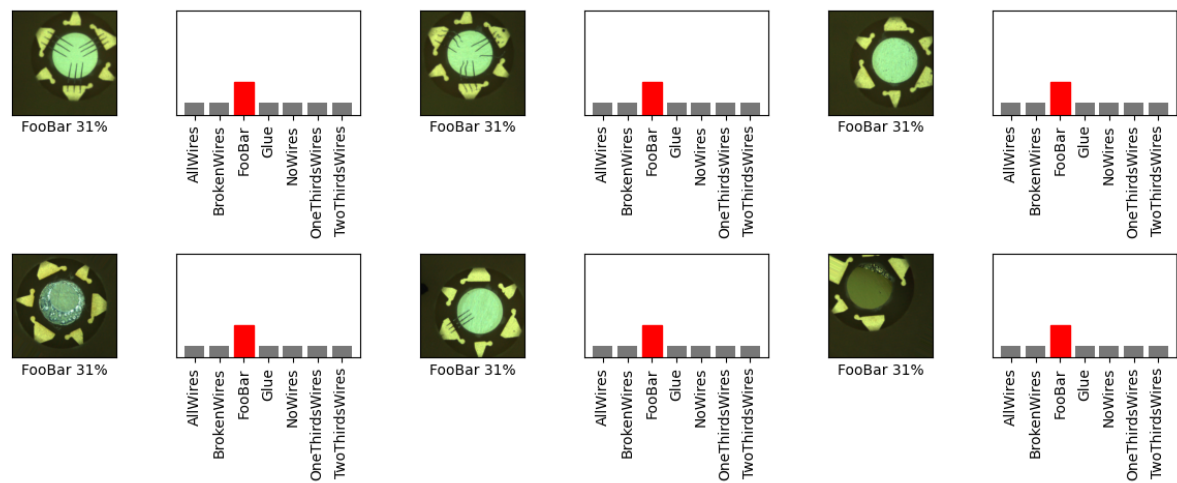 FooBar 31%
AllWires
BrokenWires
FooBar
Glue
NoWires
OneThirdsWires
TwoThirdsWires
FooBar 31%
AllWires
BrokenWires
FooBar
Glue
NoWires
OneThirdsWires
TwoThirdsWires
FooBar 31%
AllWires
BrokenWires
FooBar
Glue
NoWires
OneThirdsWires
TwoThirdsWires
FooBar 31%
AllWires
BrokenWires
FooBar
Glue
NoWires
OneThirdsWires
TwoThirdsWires
FooBar 31%
AllWires
BrokenWires
FooBar
Glue
NoWires
OneThirdsWires
TwoThirdsWires
FooBar 31%
AllWires
BrokenWires
FooBar
Glue
NoWires
OneThirdsWires
TwoThirdsWires